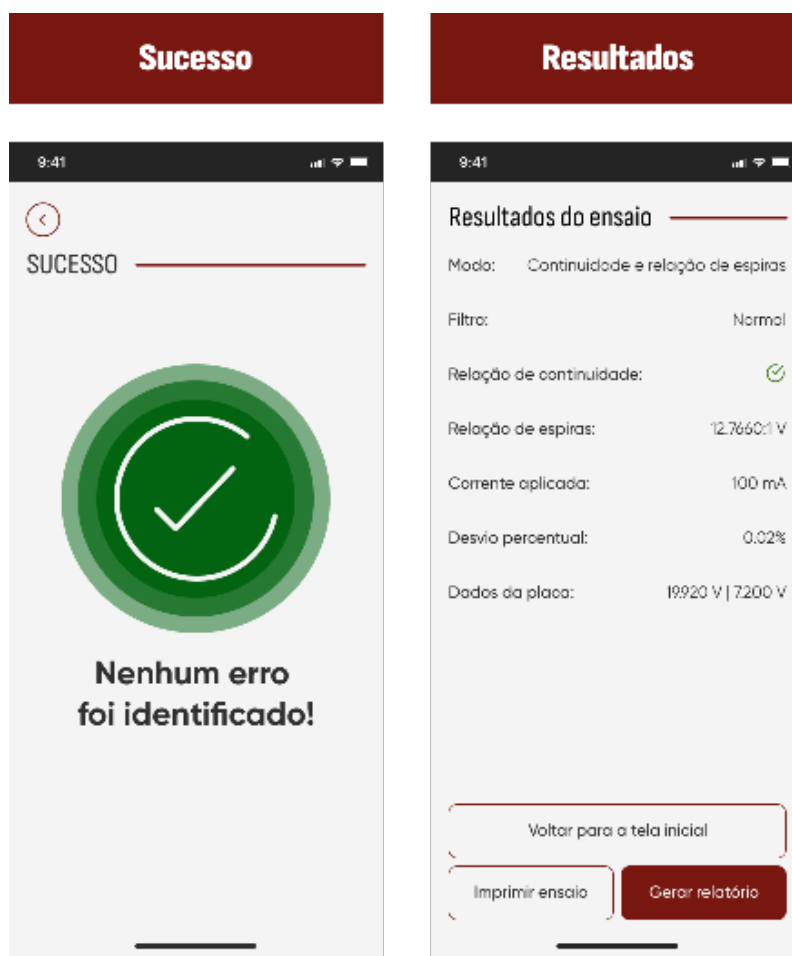 Sucesso
9:41
SUCESSO
Nenhum erro
foi identificado!
Resultados
9:41
Resultados do ensaio
Modo: Continuidade e relação de espiras
Filtro: Normal
Relação de continuidade:
Relação de espiras: 12.7660:1 V
Corrente aplicada: 100 mA
Desvio percentual: 0.02%
Dados da placa: 19.920 V | 7.200 V
Voltar para a tela inicial
Imprimir ensaio
Gerar relatório